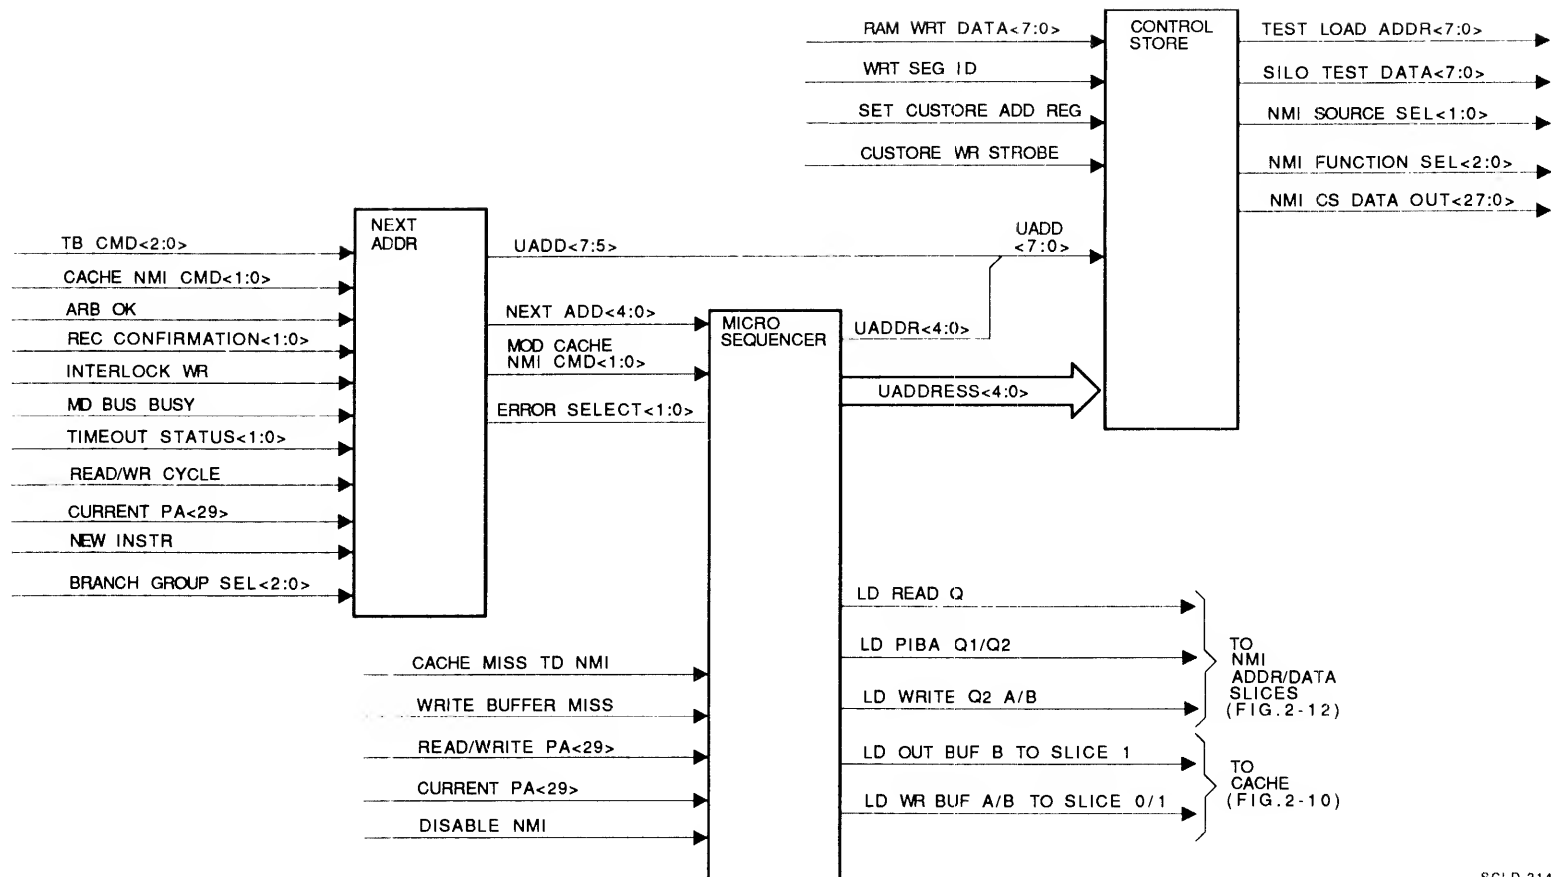 RAM WRT DATA<7:0>
WRT SEG ID
SET CUSTORE ADD REG
CUSTORE WR STROBE
CONTROL
STORE
TEST LOAD ADDR<7:0>
SILO TEST DATA<7:0>
NMI SOURCE SEL<1:0>
NMI FUNCTION SEL<2:0>
NMI CS DATA OUT<27:0>
TB CMD<2:0>
CACHE NMI CMD<1:0>
ARB OK
REC CONFIRMATION<1:0>
INTERLOCK WR
MD BUS BUSY
TIMEOUT STATUS<1:0>
READ/WR CYCLE
CURRENT PA<29>
NEW INSTR
BRANCH GROUP SEL<2:0>
NEXT
ADDR
UADD<7:5>
UADD
<7:0>
NEXT ADD<4:0>
MOD CACHE
NMI CMD<1:0>
ERROR SELECT<1:0>
MICRO
SEQUENCER
UADDR<4:0>
UADDRESS<4:0>
CACHE MISS TD NMI
WRITE BUFFER MISS
READ/WRITE PA<29>
CURRENT PA<29>
DISABLE NMI
LD READ Q
LD PIBA Q1/Q2
LD WRITE Q2 A/B
TO
NMI
ADDR/DATA
SLICES
(FIG.2-12)
LD OUT BUF B TO SLICE 1
LD WR BUF A/B TO SLICE 0/1
TO
CACHE
(FIG.2-10)